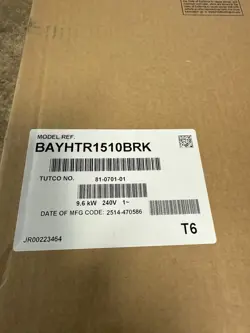 MODEL REF.
BAYHTR1510BRK
TUTCO NO. 81-0701-01
9.6 kW 240V 1~
DATE OF MFG CODE: 2514-470586
T6
JR00223464